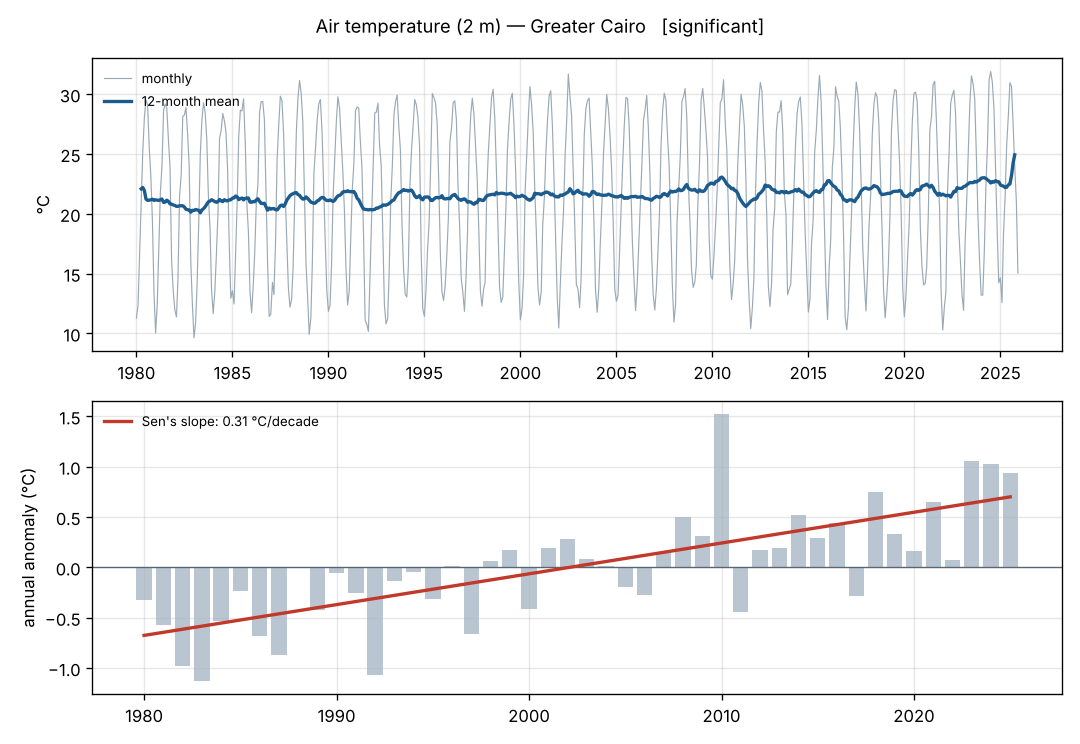 Air temperature (2 m) — Greater Cairo   [significant]
monthly
12-month mean
30
25
20
15
10
°C
1980 1985 1990 1995 2000 2005 2010 2015 2020 2025
Sen's slope: 0.31 °C/decade
1.5
1.0
0.5
0.0
−0.5
−1.0
annual anomaly (°C)
1980 1990 2000 2010 2020